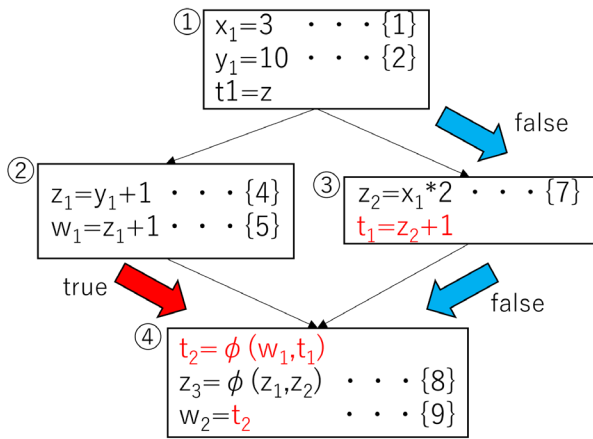 ①
x₁=3 ・・・{1}
y₁=10 ・・・{2}
t1=z
false
②
z₁=y₁+1 ・・・{4}
w₁=z₁+1 ・・・{5}
③
z₂=x₁*2 ・・・{7}
t₁=z₂+1
true
false
④
t₂=ϕ(w₁,t₁)
z₃=ϕ(z₁,z₂) ・・・{8}
w₂=t₂ ・・・{9}